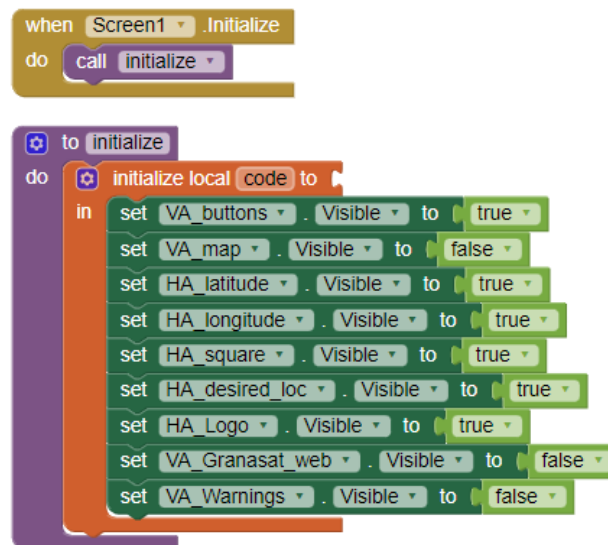 when Screen1 .Initialize
do call initialize
to initialize
do initialize local code to
in set VA_buttons . Visible to true
set VA_map . Visible to false
set HA_latitude . Visible to true
set HA_longitude . Visible to true
set HA_square . Visible to true
set HA_desired_loc . Visible to true
set HA_Logo . Visible to true
set VA_Granasat_web . Visible to false
set VA_Warnings . Visible to false